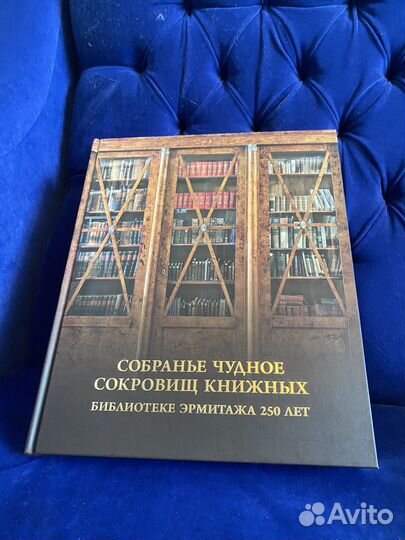 СОБРАНЬЕ ЧУДНОЕ
СОКРОВИЩ КНИЖНЫХ
БИБЛИОТЕКЕ ЭРМИТАЖА 250 ЛЕТ
Avito